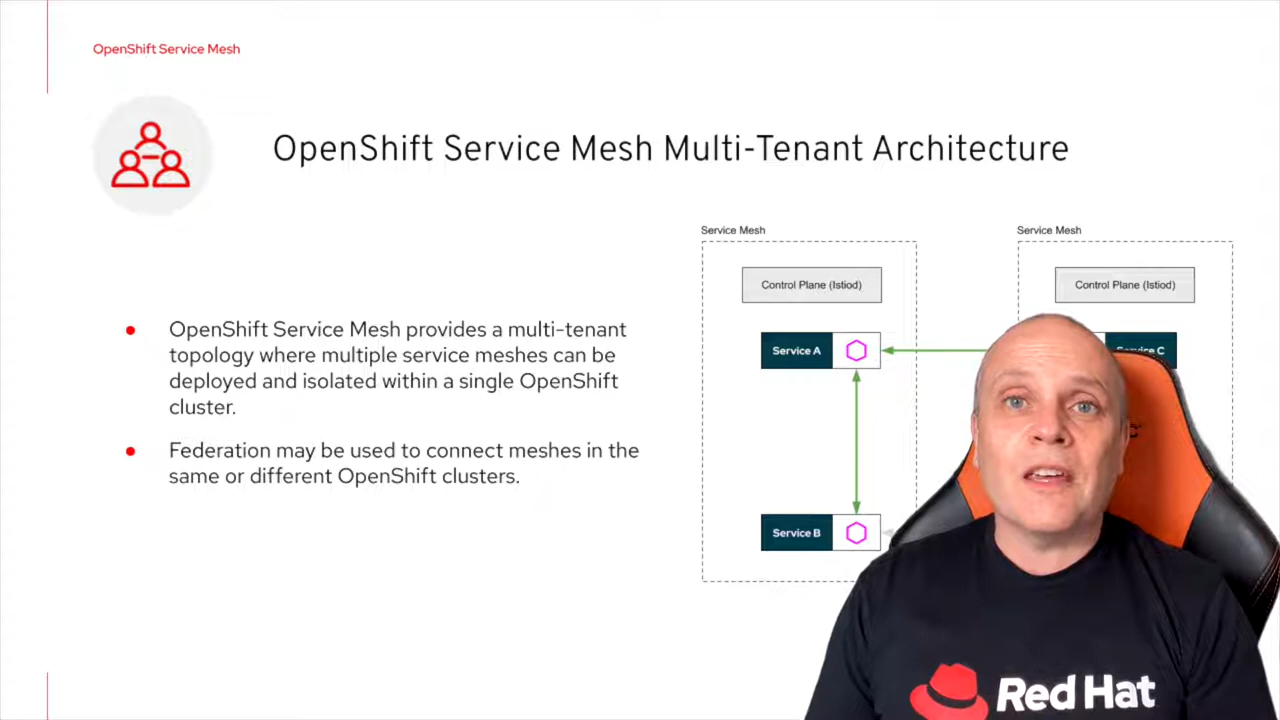 OpenShift Service Mesh
OpenShift Service Mesh Multi-Tenant Architecture
OpenShift Service Mesh provides a multi-tenant
topology where multiple service meshes can be
deployed and isolated within a single OpenShift
cluster.
Federation may be used to connect meshes in the
same or different OpenShift clusters.
Service Mesh
Control Plane (Istiod)
Service A
Service B
Service Mesh
Control Plane (Istiod)
Service C
Red Hat